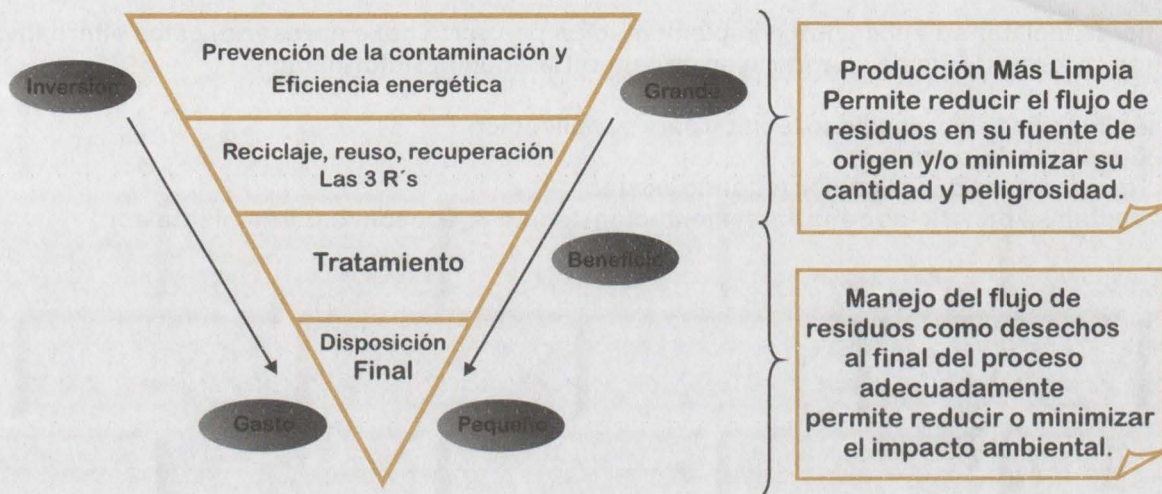 Prevención de la contaminación y
Eficiencia energética
Inversión
Grande
Reciclaje, reuso, recuperación
Las 3 R´s
Tratamiento
Beneficio
Disposición
Final
Gasto
Pequeño
Producción Más Limpia
Permite reducir el flujo de
residuos en su fuente de
origen y/o minimizar su
cantidad y peligrosidad.
Manejo del flujo de
residuos como desechos
al final del proceso
adecuadamente
permite reducir o minimizar
el impacto ambiental.